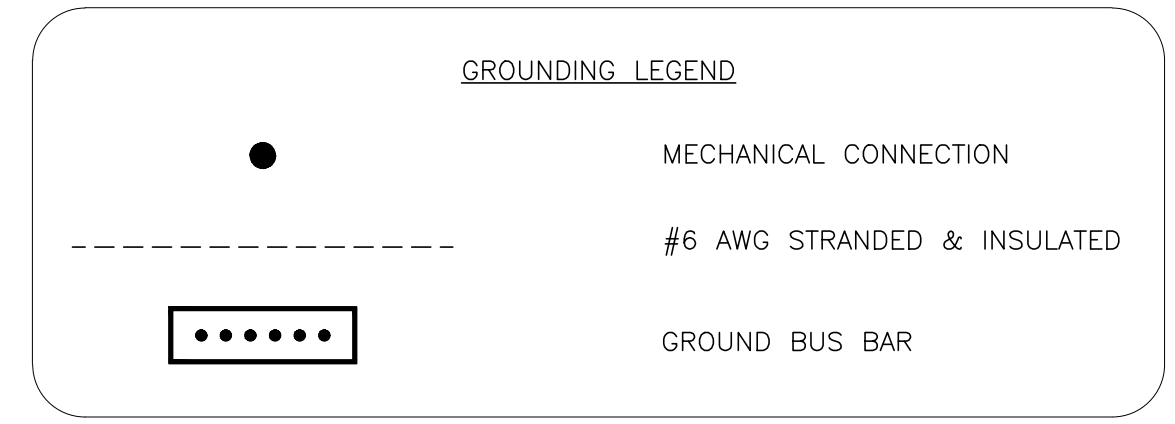 GROUNDING LEGEND
MECHANICAL CONNECTION
#6 AWG STRANDED & INSULATED
GROUND BUS BAR